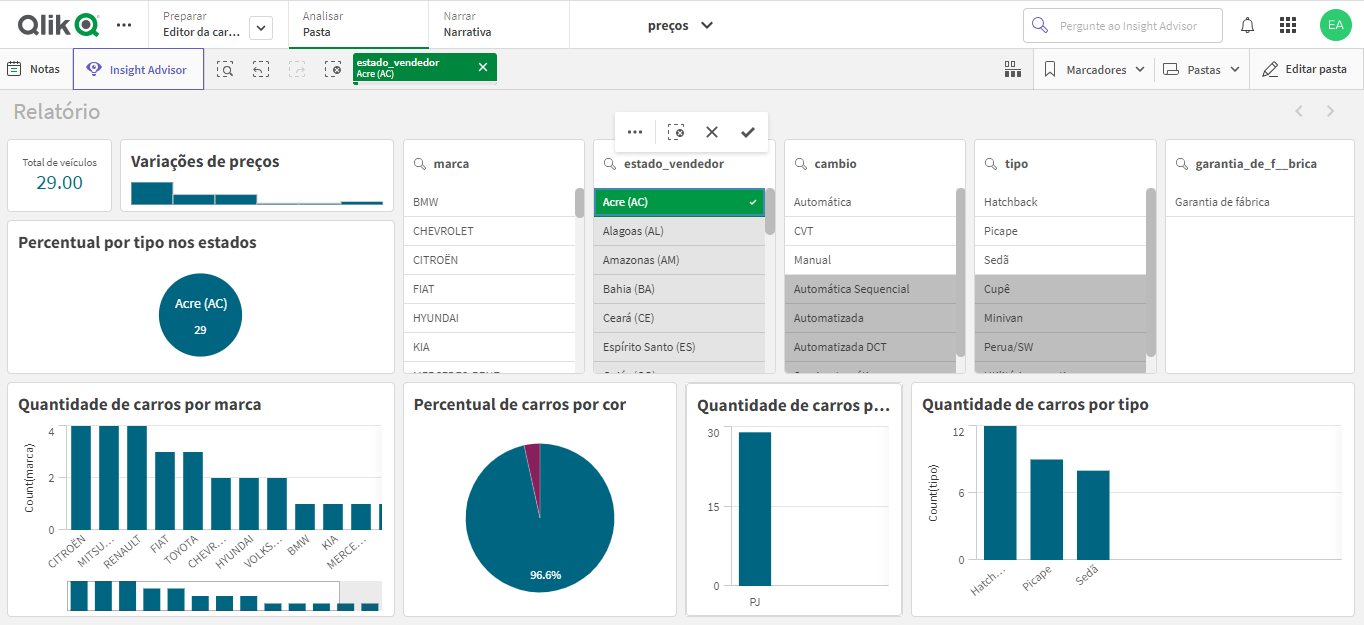 Qlik
Preparar
Editor da car...
Analisar
Pasta
Narrar
Narrativa
preços
Pergunte ao Insight Advisor
EA
Notas
Insight Advisor
estado_vendedor
Acre (AC)
Marcadores
Pastas
Editar pasta
Relatório
Total de veículos
29.00
Variações de preços
Percentual por tipo nos estados
Acre (AC)
29
marca
BMW
CHEVROLET
CITROËN
FIAT
HYUNDAI
KIA
estado_vendedor
Acre (AC)
Alagoas (AL)
Amazonas (AM)
Bahia (BA)
Ceará (CE)
Espírito Santo (ES)
cambio
Automática
CVT
Manual
Automática Sequencial
Automatizada
Automatizada DCT
tipo
Hatchback
Picape
Sedã
Cupê
Minivan
Perua/SW
garantia_de_f__brica
Garantia de fábrica
Quantidade de carros por marca
Count(marca)
4
2
0
CITROËN
MITSU...
RENAULT
FIAT
TOYOTA
CHEVR...
HYUNDAI
VOLKS...
BMW
KIA
MERCE...
Percentual de carros por cor
96.6%
Quantidade de carros p...
30
15
0
PJ
Quantidade de carros por tipo
Count(tipo)
12
6
0
Hatch...
Picape
Sedã